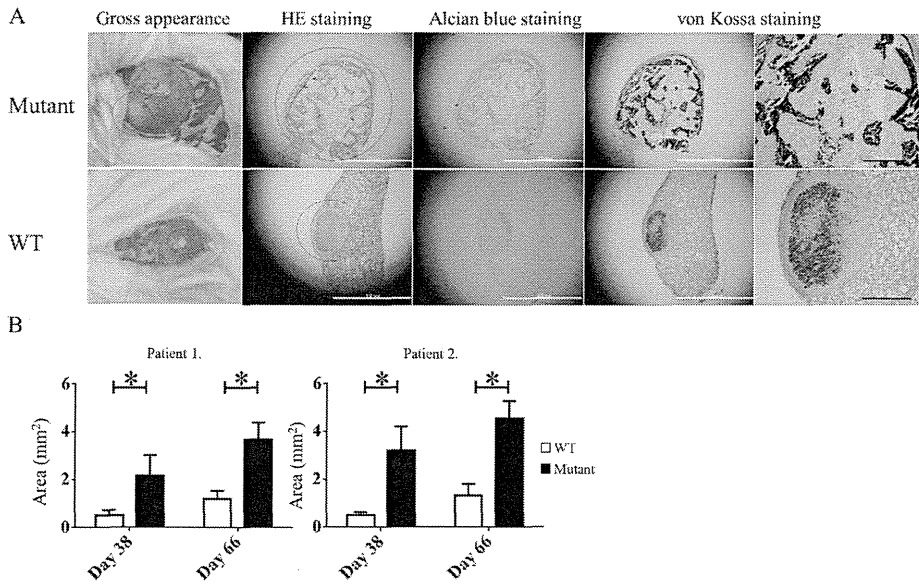 A
Gross appearance
HE staining
Alcian blue staining
von Kossa staining
Mutant
WT
B
Patient 1.
Patient 2.
Area (mm²)
6
4
2
0
Day 38
Day 66
Area (mm²)
6
4
2
0
Day 38
Day 66
WT
Mutant